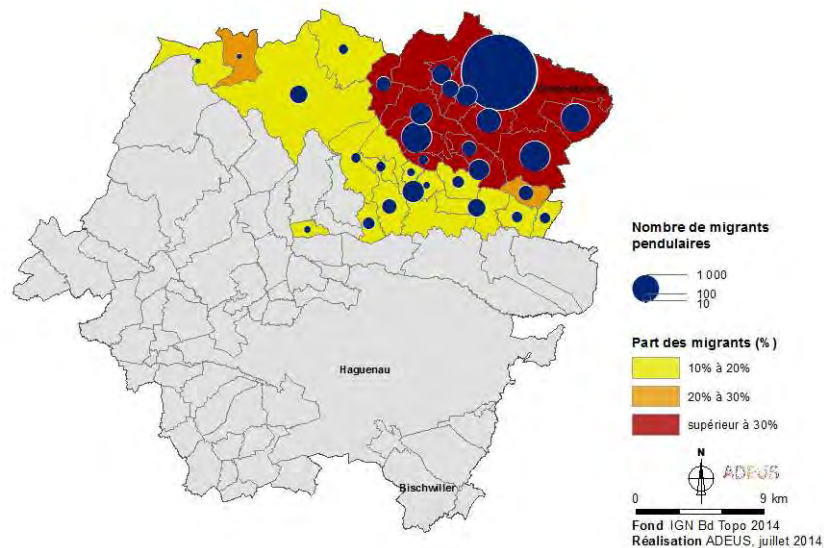 Haguenau
Bischwiller
Nombre de migrants
pendulaires
1 000
100
10
Part des migrants (%)
10% à 20%
20% à 30%
supérieur à 30%
N
ADEUS
0
9 km
Fond IGN Bd Topo 2014
Réalisation ADEUS, juillet 2014